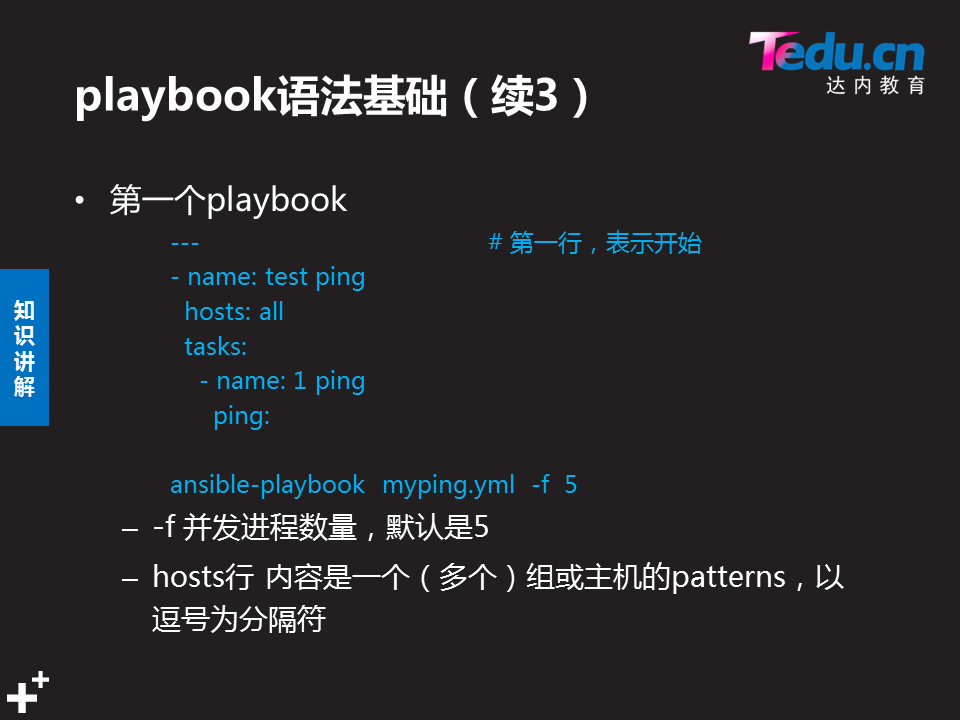 Tedu.cn
达内教育
playbook语法基础（续3）
• 第一个playbook
--- # 第一行，表示开始
- name: test ping
hosts: all
tasks:
- name: 1 ping
ping:
知识讲解
ansible-playbook myping.yml -f 5
– -f 并发进程数量，默认是5
– hosts行 内容是一个（多个）组或主机的patterns，以
逗号为分隔符